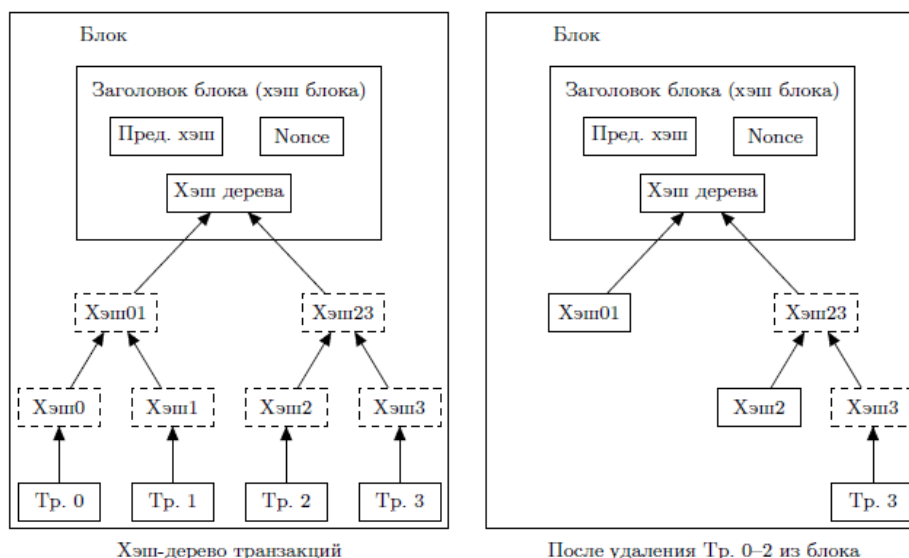 Блок
Заголовок блока (хэш блока)
Пред. хэш
Nonce
Хэш дерева
Хэш01
Хэш23
Хэш0
Хэш1
Хэш2
Хэш3
Тр. 0
Тр. 1
Тр. 2
Тр. 3
Хэш-дерево транзакций
Блок
Заголовок блока (хэш блока)
Пред. хэш
Nonce
Хэш дерева
Хэш01
Хэш23
Хэш2
Хэш3
Тр. 3
После удаления Тр. 0–2 из блока